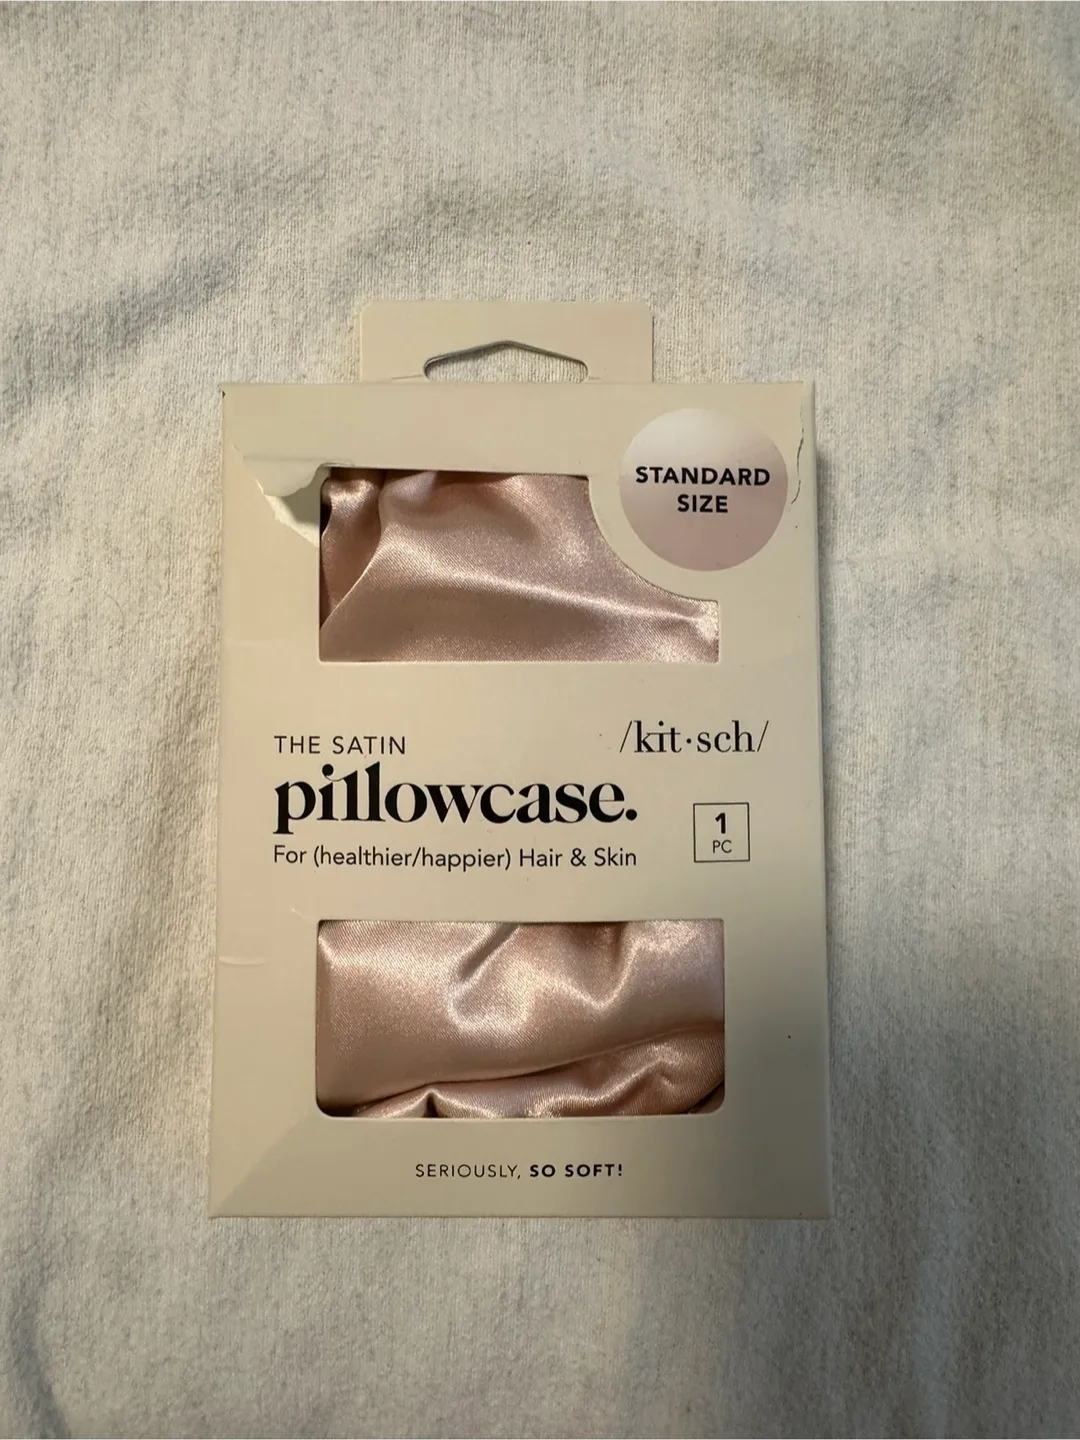 STANDARD
SIZE
THE SATIN
/kit·sch/
pillowcase.
1
PC
For (healthier/happier) Hair & Skin
SERIOUSLY, SO SOFT!